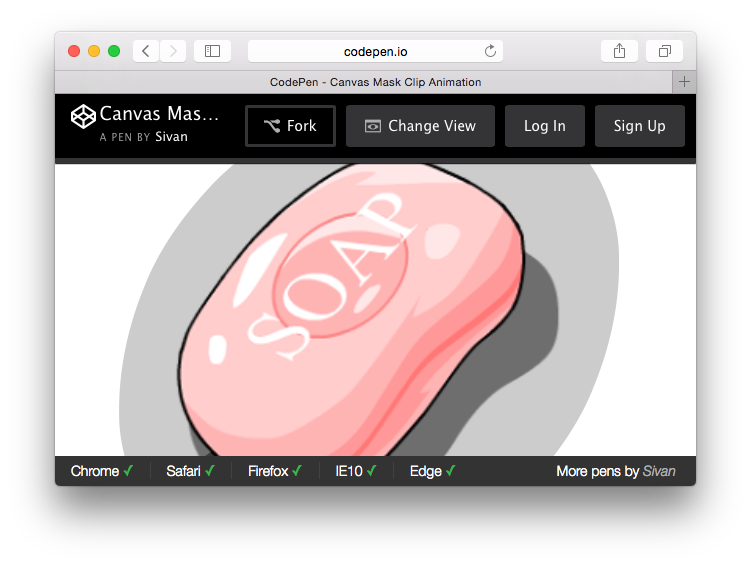 codepen.io
CodePen - Canvas Mask Clip Animation
Canvas Mas...
A PEN BY Sivan
Fork
Change View
Log In
Sign Up
SOAP
Chrome ✓ Safari ✓ Firefox ✓ IE10 ✓ Edge ✓ More pens by Sivan